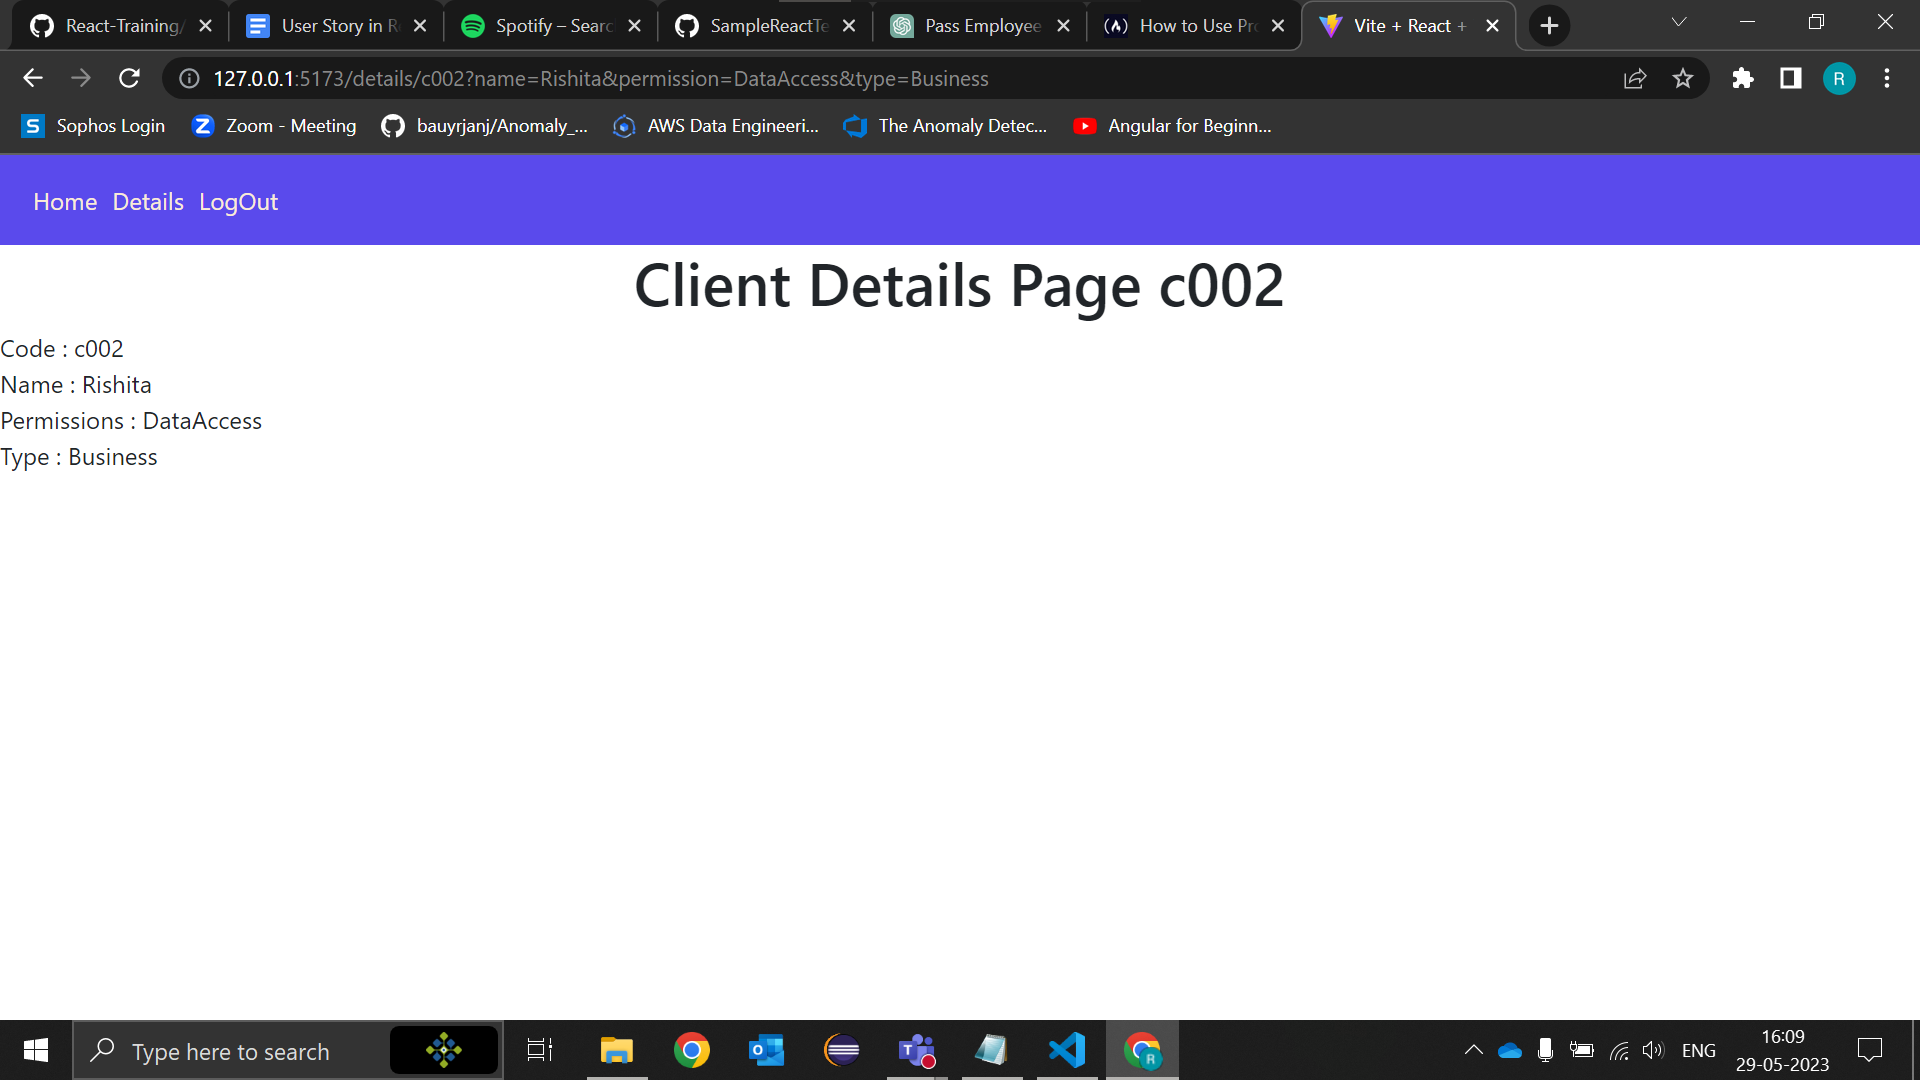 React-Training/
User Story in R
Spotify – Searc
SampleReactTe
Pass Employee
How to Use Pro
Vite + React +
127.0.0.1:5173/details/c002?name=Rishita&permission=DataAccess&type=Business
R
Sophos Login
Zoom - Meeting
bauyrjanj/Anomaly_...
AWS Data Engineeri...
The Anomaly Detec...
Angular for Beginn...
Home Details LogOut
Client Details Page c002
Code : c002
Name : Rishita
Permissions : DataAccess
Type : Business
Type here to search
ENG
16:09
29-05-2023